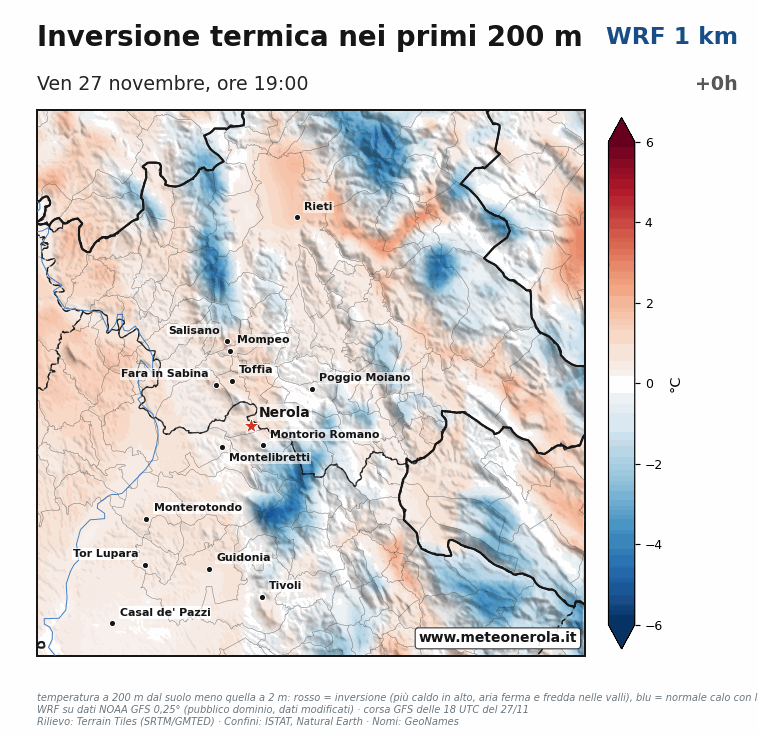 Inversione termica nei primi 200 m WRF 1 km
Ven 27 novembre, ore 19:00 +0h
Rieti
Salisano
Mompeo
Toffia
Fara in Sabina
Poggio Moiano
Nerola
Montorio Romano
Montelibretti
Monterotondo
Tor Lupara
Guidonia
Tivoli
Casal de' Pazzi
www.meteonerola.it
6
4
2
0
−2
−4
−6
°C
temperatura a 200 m dal suolo meno quella a 2 m: rosso = inversione (più caldo in alto, aria ferma e fredda nelle valli), blu = normale calo con l
WRF su dati NOAA GFS 0,25° (pubblico dominio, dati modificati) · corsa GFS delle 18 UTC del 27/11
Rilievo: Terrain Tiles (SRTM/GMTED) · Confini: ISTAT, Natural Earth · Nomi: GeoNames